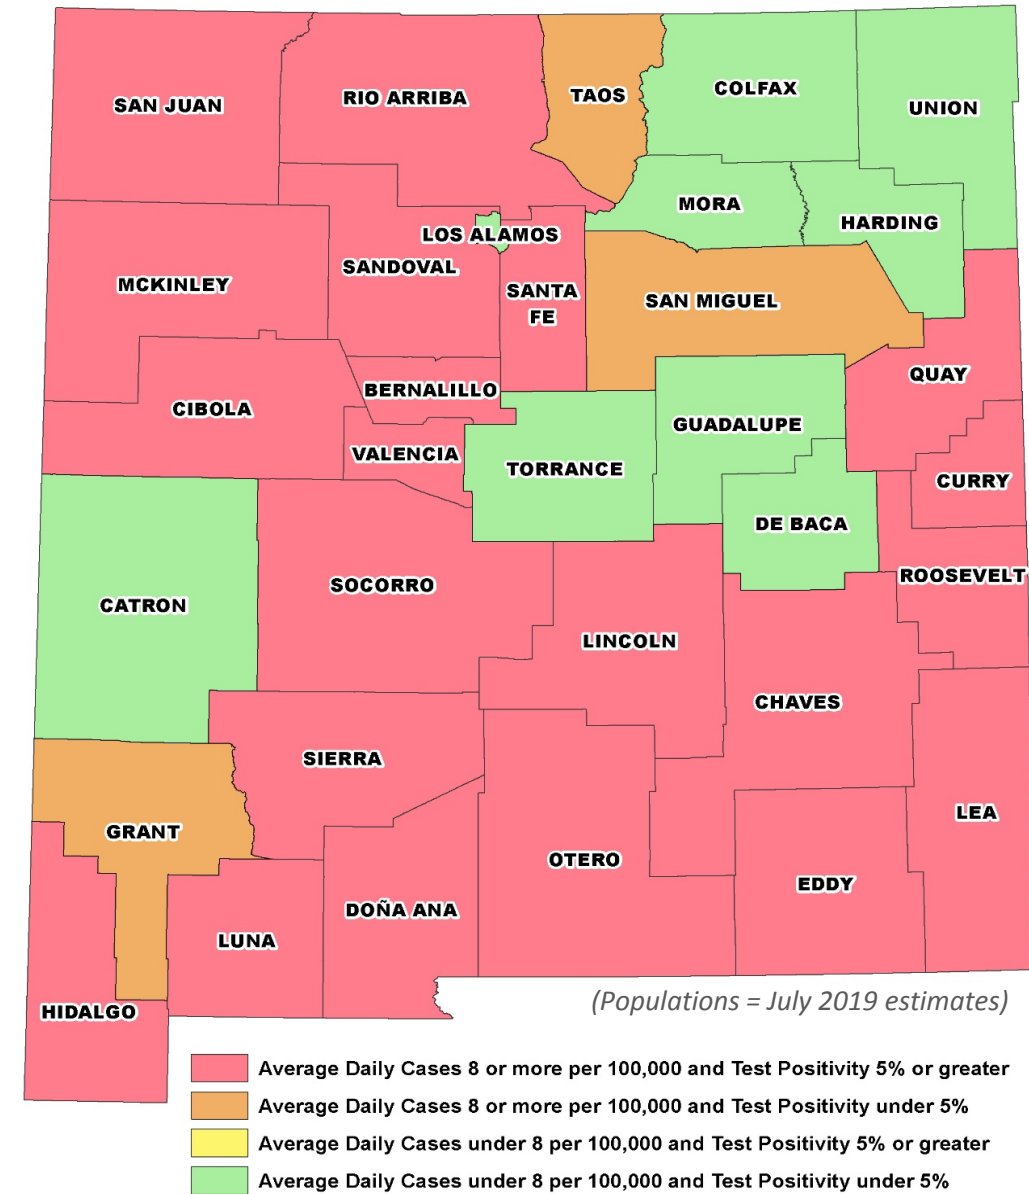 SAN JUAN
RIO ARRIBA
TAOS
COLFAX
UNION
MORA
HARDING
LOS ALAMOS
SANDOVAL
MCKINLEY
SANTA
FE
SAN MIGUEL
QUAY
BERNALILLO
CIBOLA
GUADALUPE
VALENCIA
TORRANCE
CURRY
DE BACA
ROOSEVELT
SOCORRO
CATRON
LINCOLN
CHAVES
SIERRA
LEA
GRANT
OTERO
EDDY
DOÑA ANA
LUNA
HIDALGO
(Populations = July 2019 estimates)
Average Daily Cases 8 or more per 100,000 and Test Positivity 5% or greater
Average Daily Cases 8 or more per 100,000 and Test Positivity under 5%
Average Daily Cases under 8 per 100,000 and Test Positivity 5% or greater
Average Daily Cases under 8 per 100,000 and Test Positivity under 5%